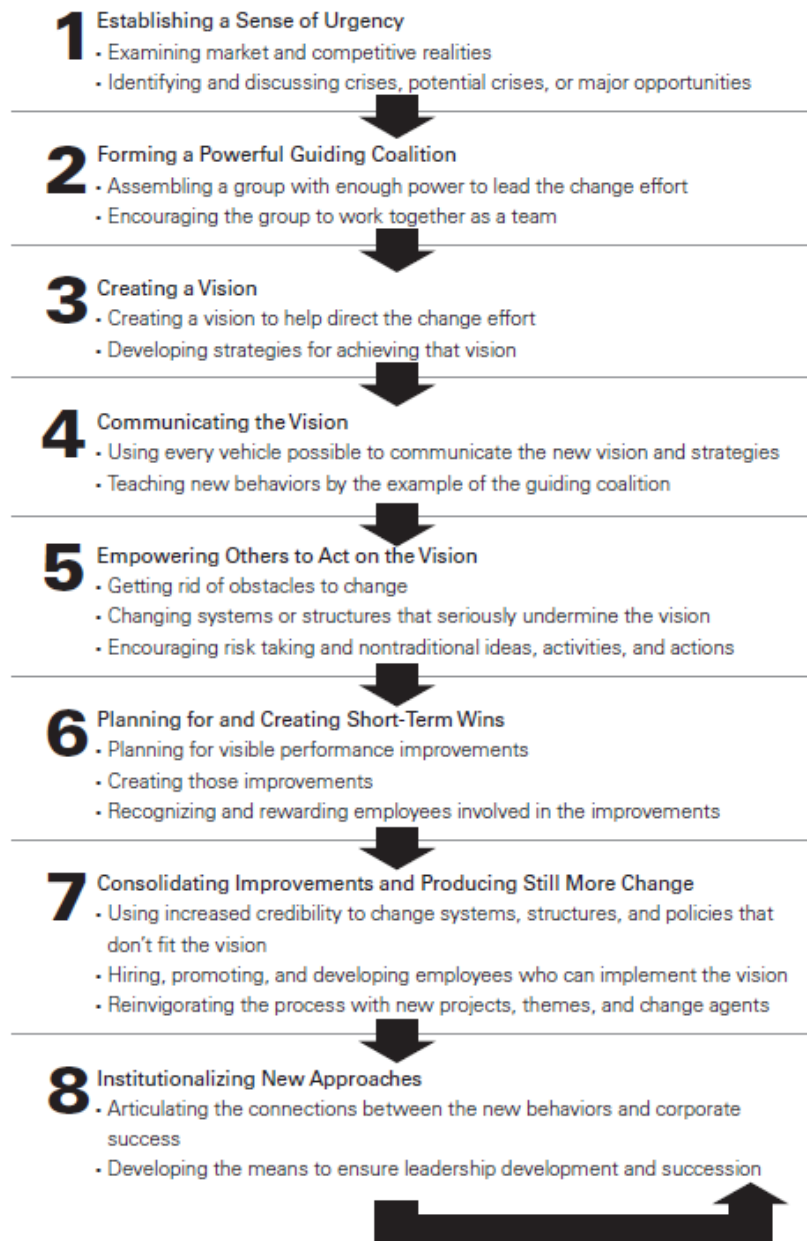 1 Establishing a Sense of Urgency
• Examining market and competitive realities
• Identifying and discussing crises, potential crises, or major opportunities
2 Forming a Powerful Guiding Coalition
• Assembling a group with enough power to lead the change effort
• Encouraging the group to work together as a team
3 Creating a Vision
• Creating a vision to help direct the change effort
• Developing strategies for achieving that vision
4 Communicating the Vision
• Using every vehicle possible to communicate the new vision and strategies
• Teaching new behaviors by the example of the guiding coalition
5 Empowering Others to Act on the Vision
• Getting rid of obstacles to change
• Changing systems or structures that seriously undermine the vision
• Encouraging risk taking and nontraditional ideas, activities, and actions
6 Planning for and Creating Short-Term Wins
• Planning for visible performance improvements
• Creating those improvements
• Recognizing and rewarding employees involved in the improvements
7 Consolidating Improvements and Producing Still More Change
• Using increased credibility to change systems, structures, and policies that
don't fit the vision
• Hiring, promoting, and developing employees who can implement the vision
• Reinvigorating the process with new projects, themes, and change agents
8 Institutionalizing New Approaches
• Articulating the connections between the new behaviors and corporate
success
• Developing the means to ensure leadership development and succession